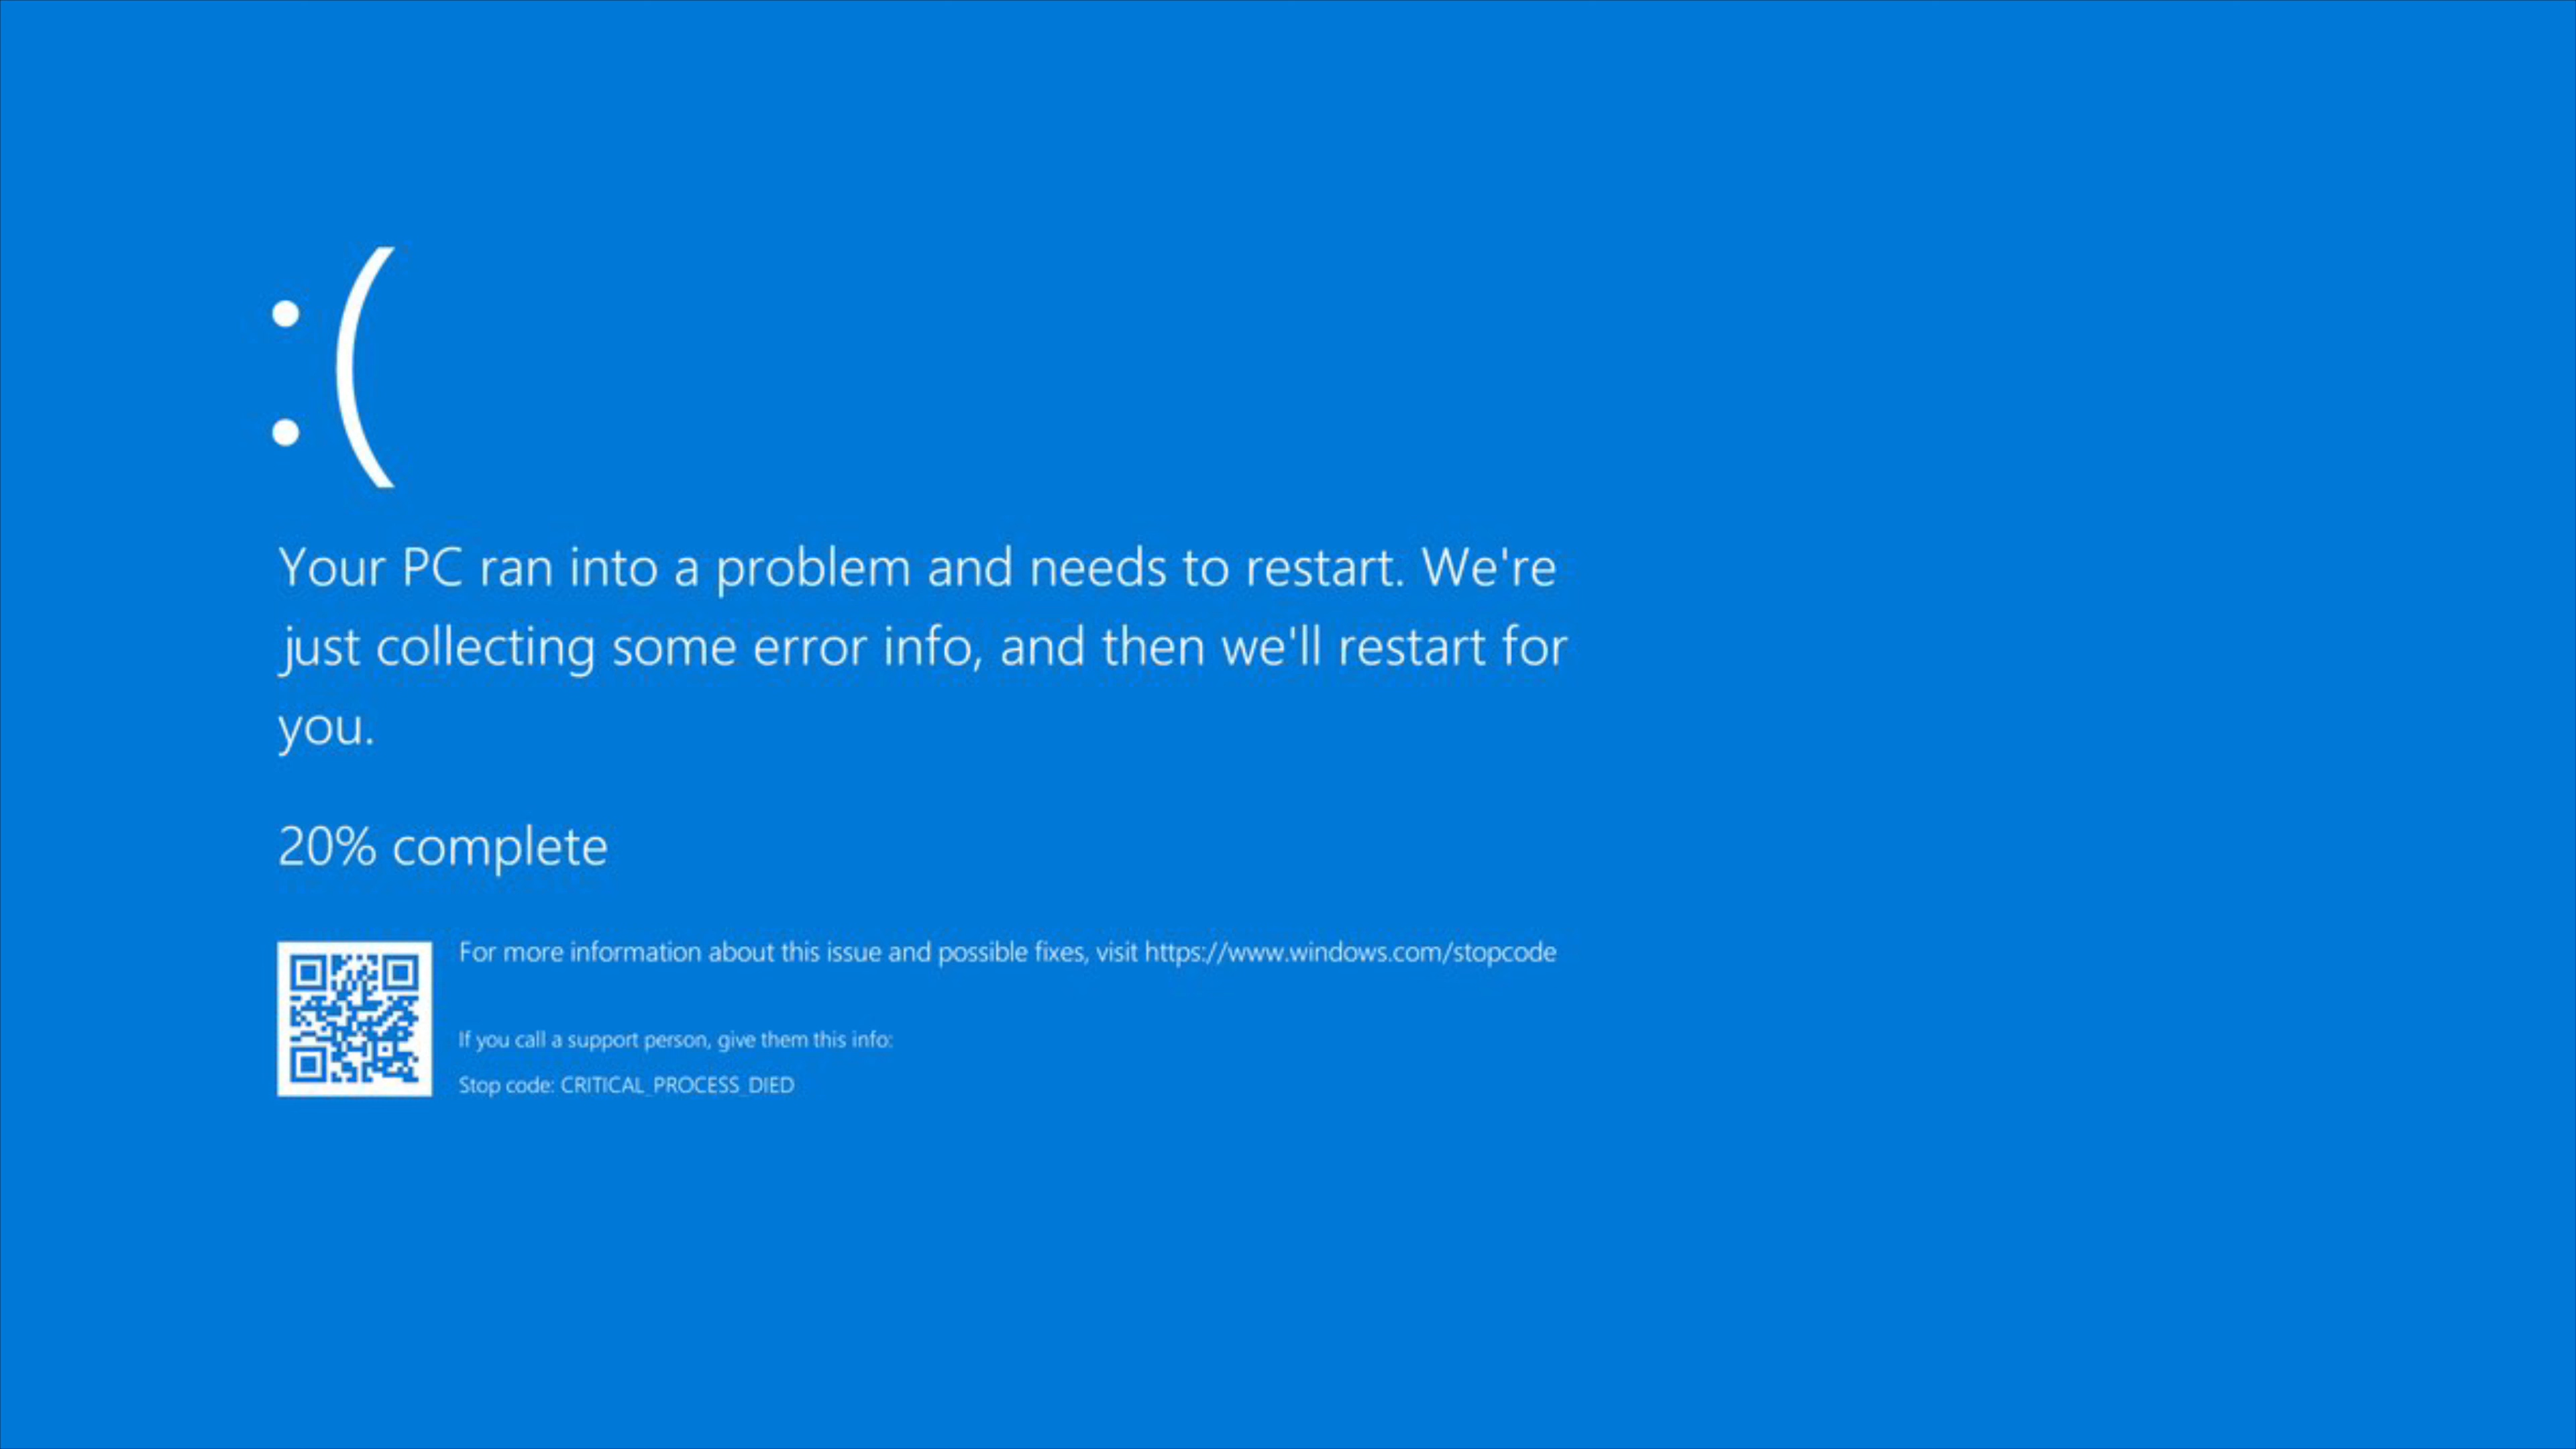 :(
Your PC ran into a problem and needs to restart. We're
just collecting some error info, and then we'll restart for
you.
20% complete
For more information about this issue and possible fixes, visit https://www.windows.com/stopcode
If you call a support person, give them this info:
Stop code: CRITICAL_PROCESS_DIED